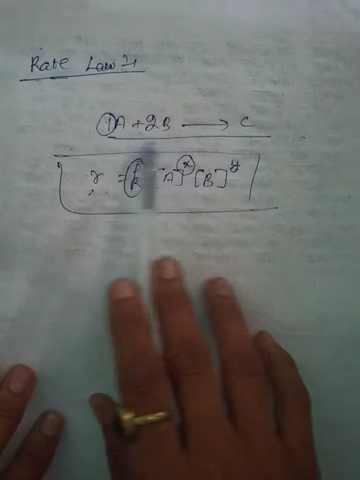 Rate Law
1A + 2B → C
r = k [A]^x [B]^y